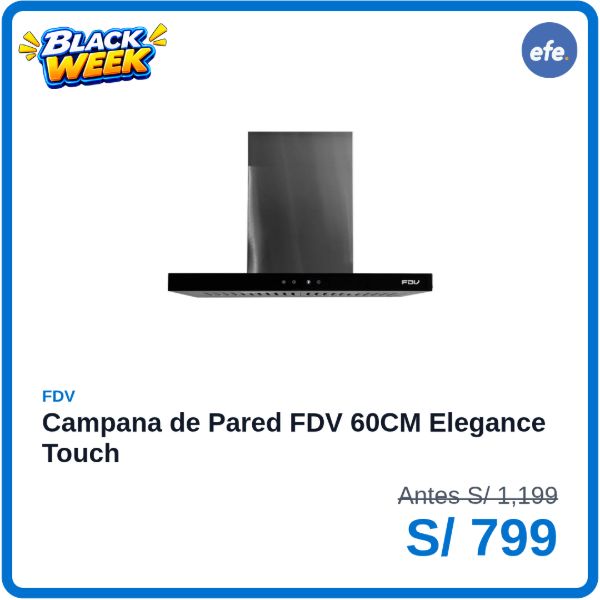 BLACK
WEEK
efe.
FDV
FDV
Campana de Pared FDV 60CM Elegance
Touch
Antes S/ 1,199
S/ 799